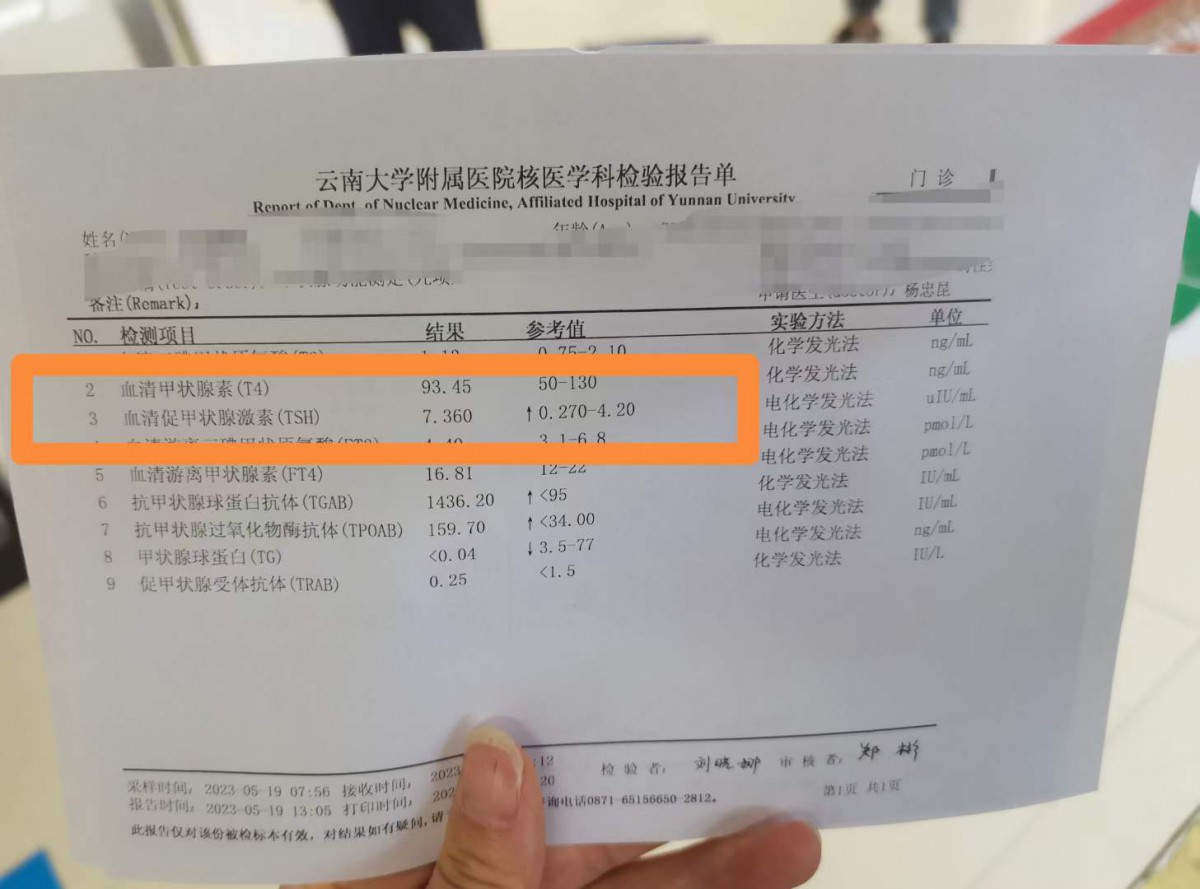 云南大学附属医院核医学科检验报告单
门 诊
Report of Dept. of Nuclear Medicine, Affiliated Hospital of Yunnan University
姓名
备注(Remark):
杨忠昆
NO. 检测项目 结果 参考值 实验方法 单位
0.75-2.10 化学发光法 ng/mL
2 血清甲状腺素(T4) 93.45 50-130 化学发光法 ng/mL
3 血清促甲状腺激素(TSH) 7.360 ↑0.270-4.20 电化学发光法 uIU/mL
3.1-6.8 电化学发光法 pmol/L
5 血清游离甲状腺素(FT4) 16.81 12-22 电化学发光法 pmol/L
6 抗甲状腺球蛋白抗体(TGAB) 1436.20 ↑<95 化学发光法 IU/mL
7 抗甲状腺过氧化物酶抗体(TPOAB) 159.70 ↑<34.00 电化学发光法 IU/mL
8 甲状腺球蛋白(TG) <0.04 ↓3.5-77 电化学发光法 ng/mL
9 促甲状腺受体抗体(TRAB) 0.25 <1.5 化学发光法 IU/L
采样时间: 2023-05-19 07:56 接收时间: 2023 :12 检 验 者: 刘晓娜 审 核 者: 郑彬
报告时间: 2023-05-19 13:05 打印时间: 202 :20
此报告仅对该份被检标本有效, 对结果如有疑问,请 询电话0871-65156650-2812。 第1页 共1页